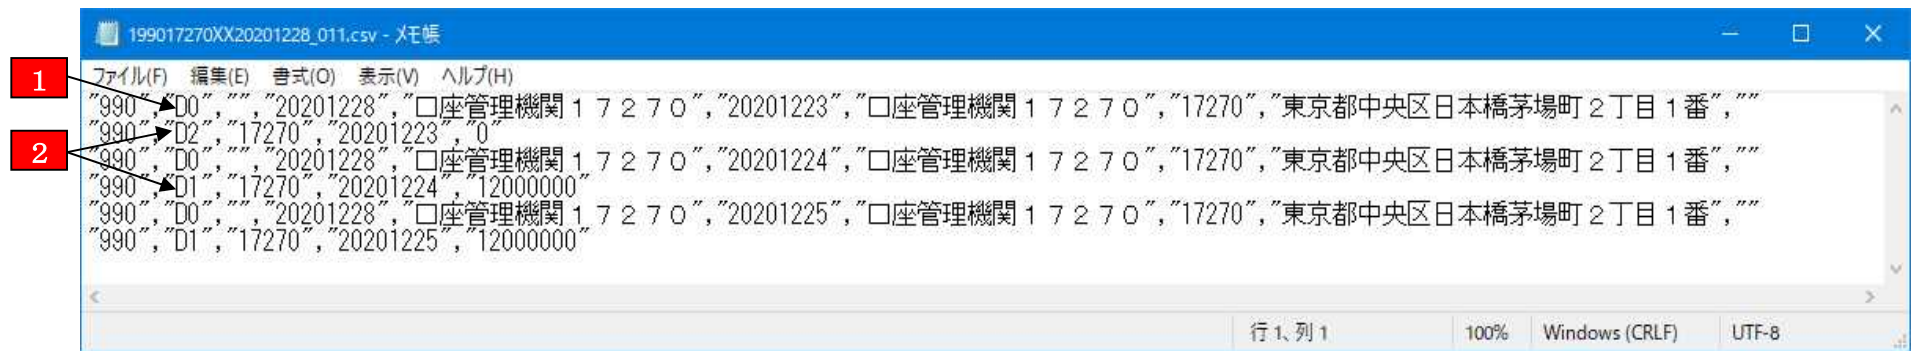 199017270XX20201228_011.csv - メモ帳
ファイル(F) 編集(E) 書式(O) 表示(V) ヘルプ(H)
1
"990","D0","","20201228","口座管理機関１７２７０","20201223","口座管理機関１７２７０","17270","東京都中央区日本橋茅場町２丁目１番",""
"990","D2","17270","20201223","0"
2
"990","D0","","20201228","口座管理機関１７２７０","20201224","口座管理機関１７２７０","17270","東京都中央区日本橋茅場町２丁目１番",""
"990","D1","17270","20201224","12000000"
"990","D0","","20201228","口座管理機関１７２７０","20201225","口座管理機関１７２７０","17270","東京都中央区日本橋茅場町２丁目１番",""
"990","D1","17270","20201225","12000000"
行 1、列 1 100% Windows (CRLF) UTF-8